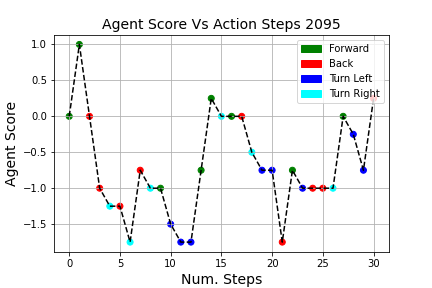 Agent Score Vs Action Steps 2095
Forward
Back
Turn Left
Turn Right
Agent Score
1.0
0.5
0.0
−0.5
−1.0
−1.5
0 5 10 15 20 25 30
Num. Steps